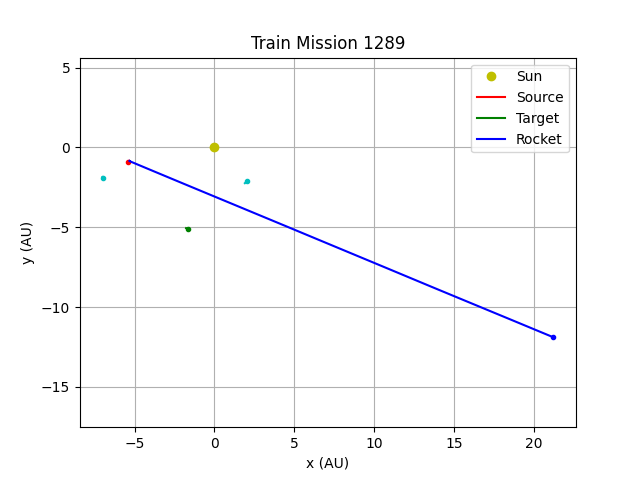 Train Mission 1289
Sun
Source
Target
Rocket
5
0
−5
−10
−15
y (AU)
−5
0
5
10
15
20
x (AU)